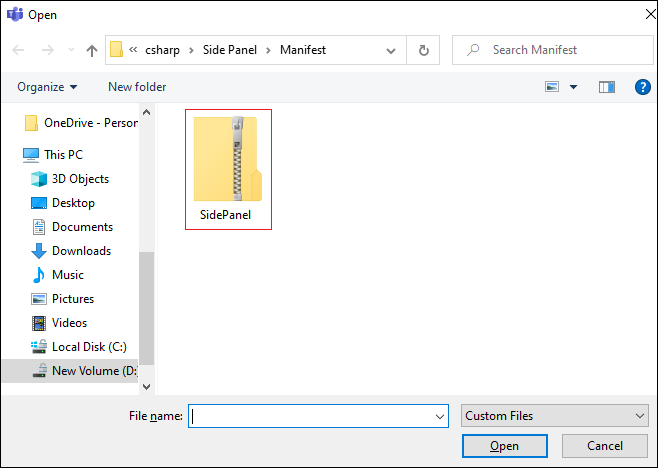 Open
« csharp > Side Panel > Manifest
Search Manifest
Organize
New folder
OneDrive - Person
This PC
3D Objects
Desktop
Documents
Downloads
Music
Pictures
Videos
Local Disk (C:)
New Volume (D:
SidePanel
File name:
Custom Files
Open
Cancel